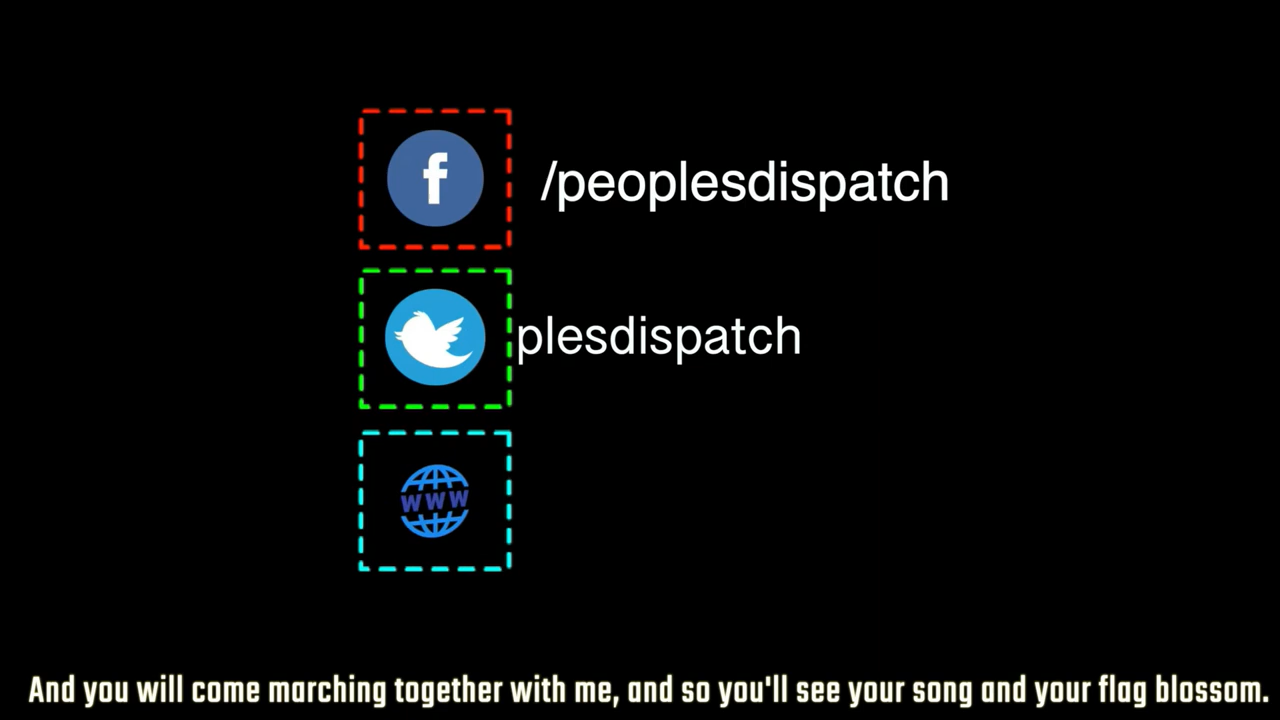 f
/peoplesdispatch
plesdispatch
WWW
And you will come marching together with me, and so you'll see your song and your flag blossom.